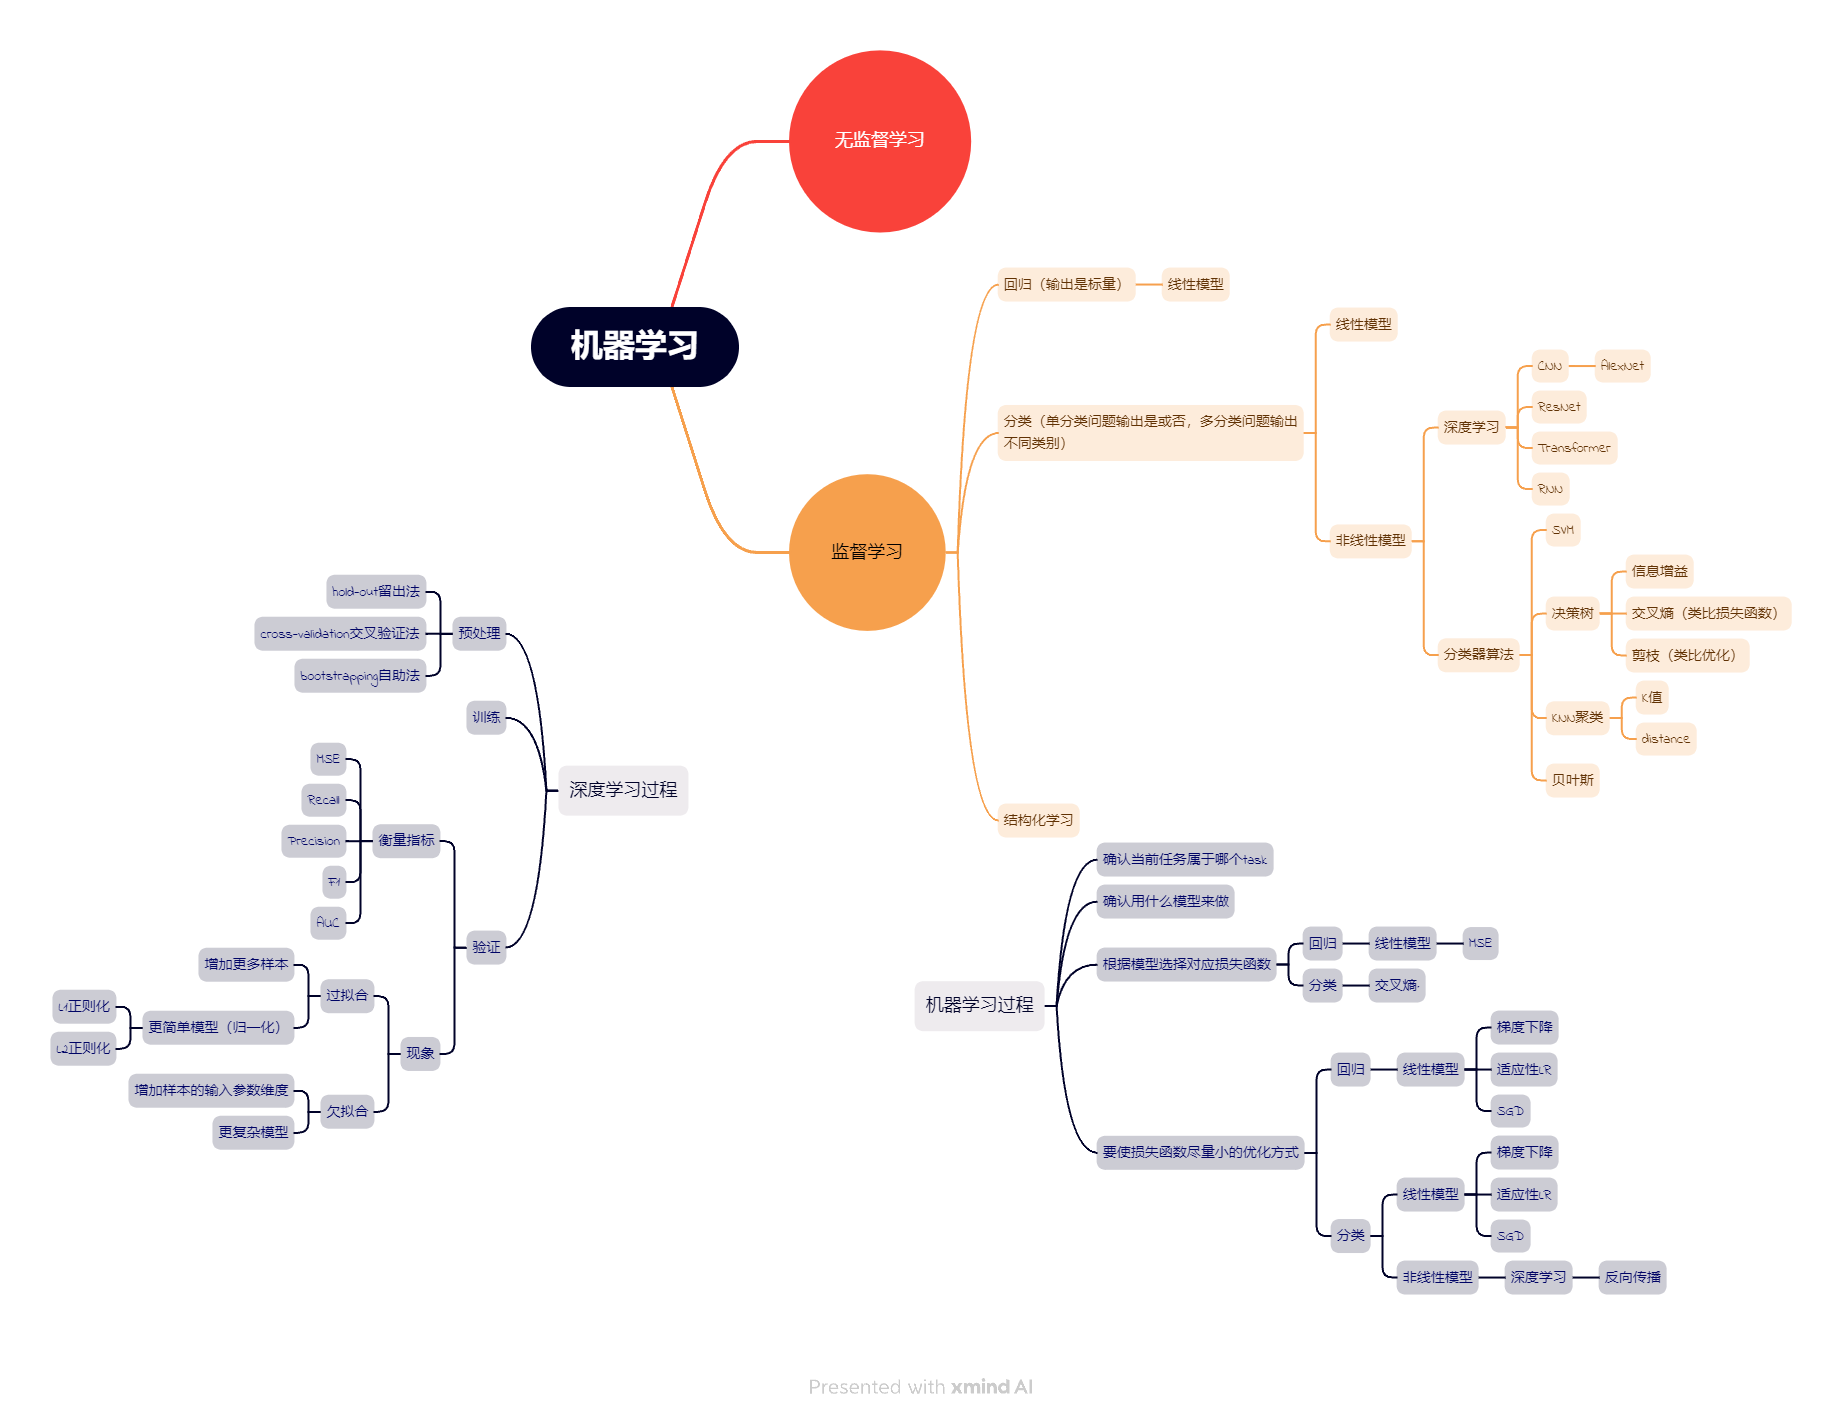 无监督学习
机器学习
监督学习
回归（输出是标量）
线性模型
分类（单分类问题输出是或否，多分类问题输出
不同类别）
线性模型
非线性模型
深度学习
CNN
AlexNet
ResNet
Transformer
RNN
分类器算法
SVM
决策树
信息增益
交叉熵（类比损失函数）
剪枝（类比优化）
KNN聚类
K值
distance
贝叶斯
结构化学习
深度学习过程
预处理
hold-out留出法
cross-validation交叉验证法
bootstrapping自助法
训练
验证
衡量指标
MSE
Recall
Precision
F1
AUC
现象
过拟合
增加更多样本
更简单模型（归一化）
L1正则化
L2正则化
欠拟合
增加样本的输入参数维度
更复杂模型
机器学习过程
确认当前任务属于哪个task
确认用什么模型来做
根据模型选择对应损失函数
回归
线性模型
MSE
分类
交叉熵·
要使损失函数尽量小的优化方式
回归
线性模型
梯度下降
适应性LR
SGD
分类
线性模型
梯度下降
适应性LR
SGD
非线性模型
深度学习
反向传播
Presented with xmind AI